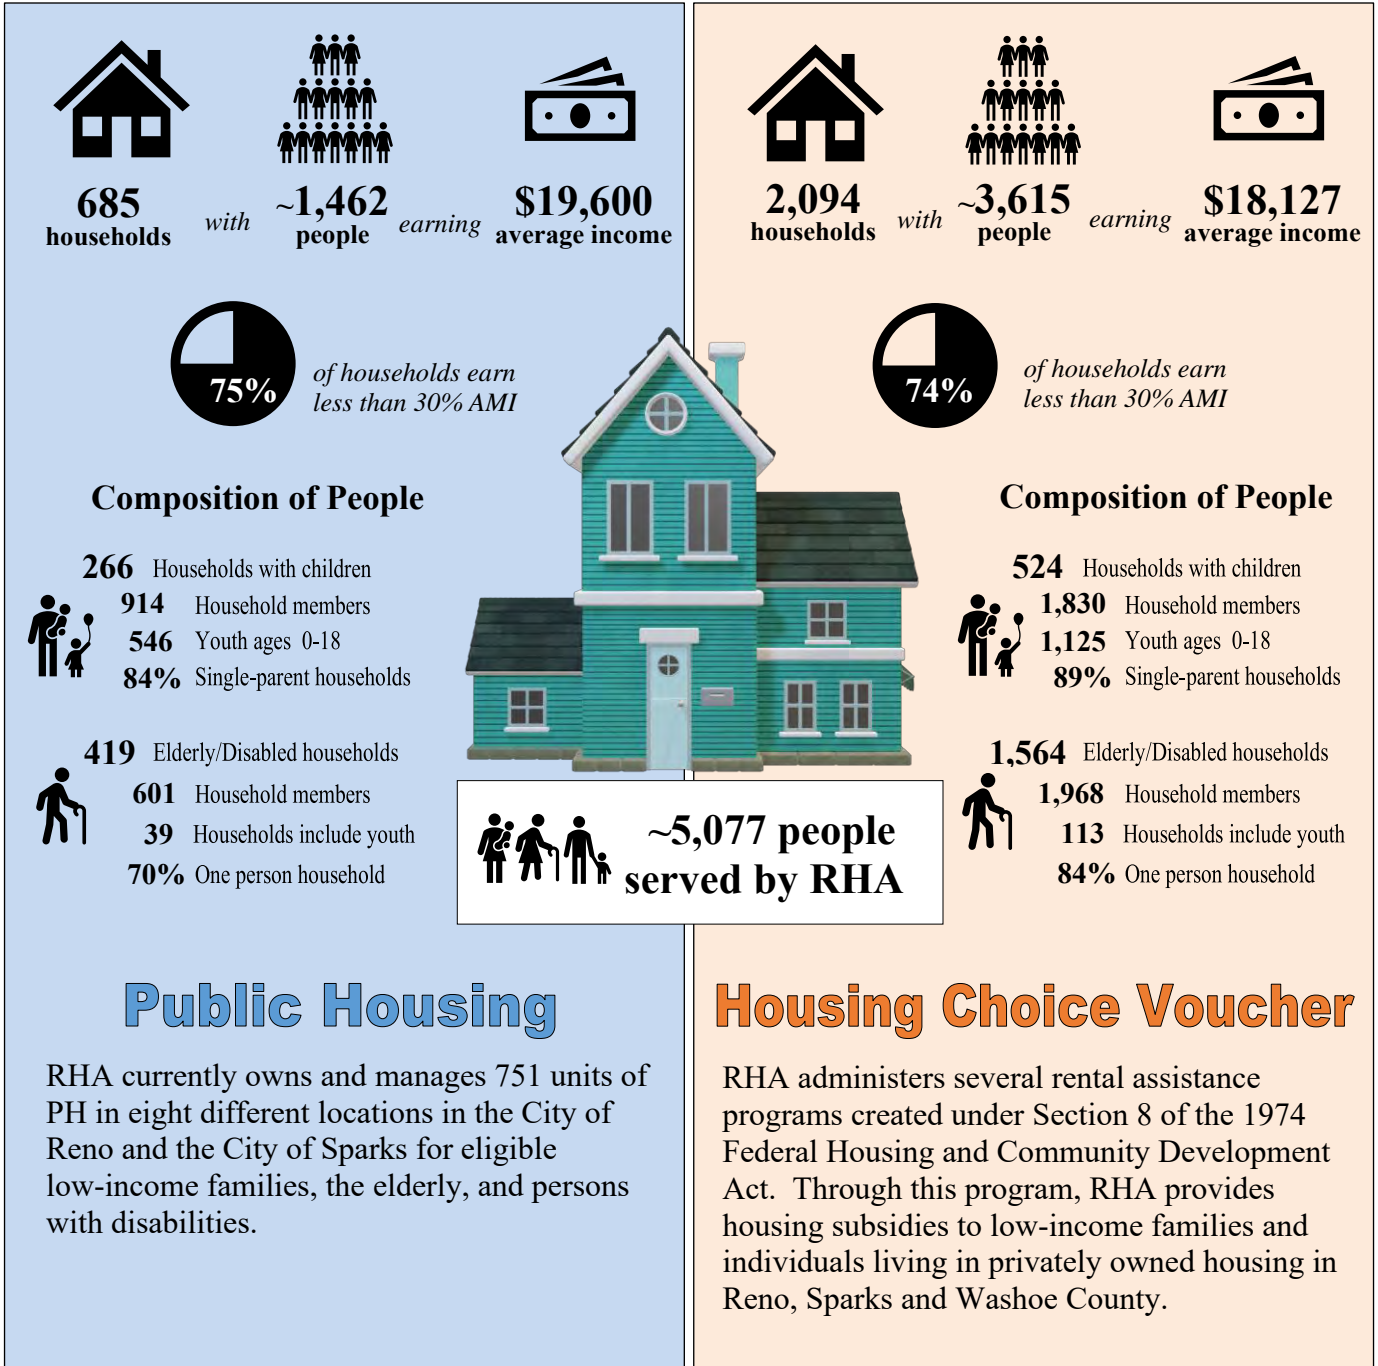 685
households
with
~1,462
people
earning
$19,600
average income
75%
of households earn
less than 30% AMI
Composition of People
266 Households with children
914 Household members
546 Youth ages 0-18
84% Single-parent households
419 Elderly/Disabled households
601 Household members
39 Households include youth
70% One person household
2,094
households
with
~3,615
people
earning
$18,127
average income
74%
of households earn
less than 30% AMI
Composition of People
524 Households with children
1,830 Household members
1,125 Youth ages 0-18
89% Single-parent households
1,564 Elderly/Disabled households
1,968 Household members
113 Households include youth
84% One person household
~5,077 people
served by RHA
Public Housing
RHA currently owns and manages 751 units of
PH in eight different locations in the City of
Reno and the City of Sparks for eligible
low-income families, the elderly, and persons
with disabilities.
Housing Choice Voucher
RHA administers several rental assistance
programs created under Section 8 of the 1974
Federal Housing and Community Development
Act. Through this program, RHA provides
housing subsidies to low-income families and
individuals living in privately owned housing in
Reno, Sparks and Washoe County.